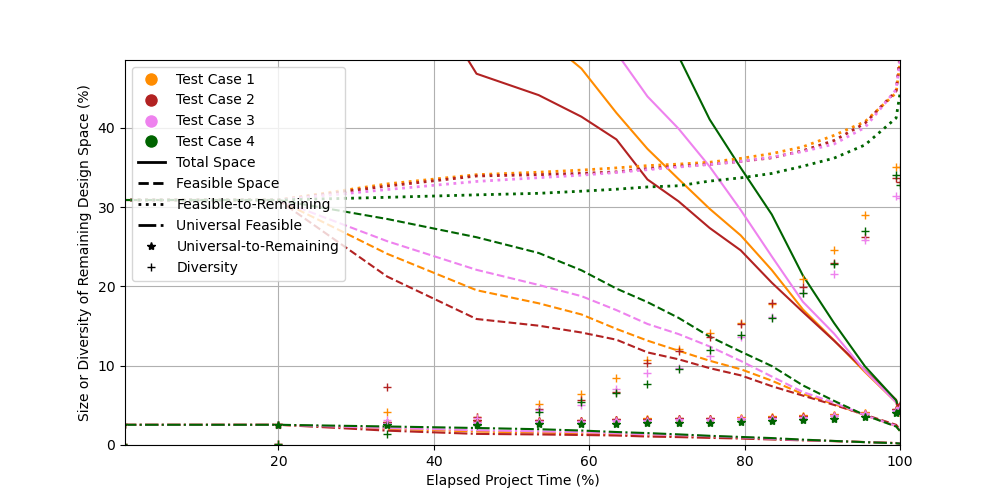 Size or Diversity of Remaining Design Space (%)
40
30
20
10
0
Test Case 1
Test Case 2
Test Case 3
Test Case 4
Total Space
Feasible Space
Feasible-to-Remaining
Universal Feasible
Universal-to-Remaining
Diversity
20
40
60
80
100
Elapsed Project Time (%)